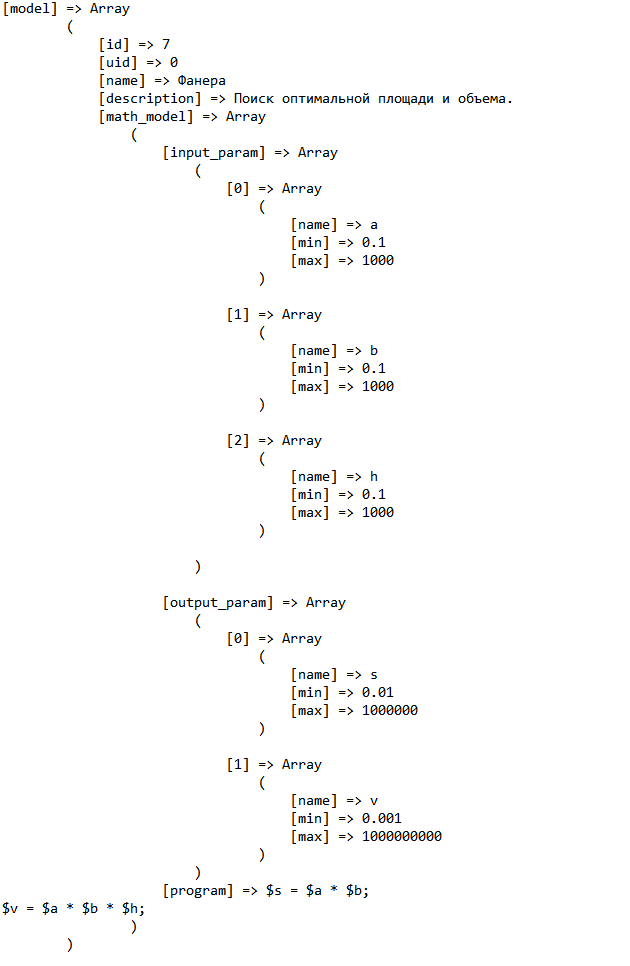 [model] => Array
(
[id] => 7
[uid] => 0
[name] => Фанера
[description] => Поиск оптимальной площади и объема.
[math_model] => Array
(
[input_param] => Array
(
[0] => Array
(
[name] => a
[min] => 0.1
[max] => 1000
)
[1] => Array
(
[name] => b
[min] => 0.1
[max] => 1000
)
[2] => Array
(
[name] => h
[min] => 0.1
[max] => 1000
)
)
[output_param] => Array
(
[0] => Array
(
[name] => s
[min] => 0.01
[max] => 1000000
)
[1] => Array
(
[name] => v
[min] => 0.001
[max] => 1000000000
)
)
[program] => $s = $a * $b;
$v = $a * $b * $h;
)
)